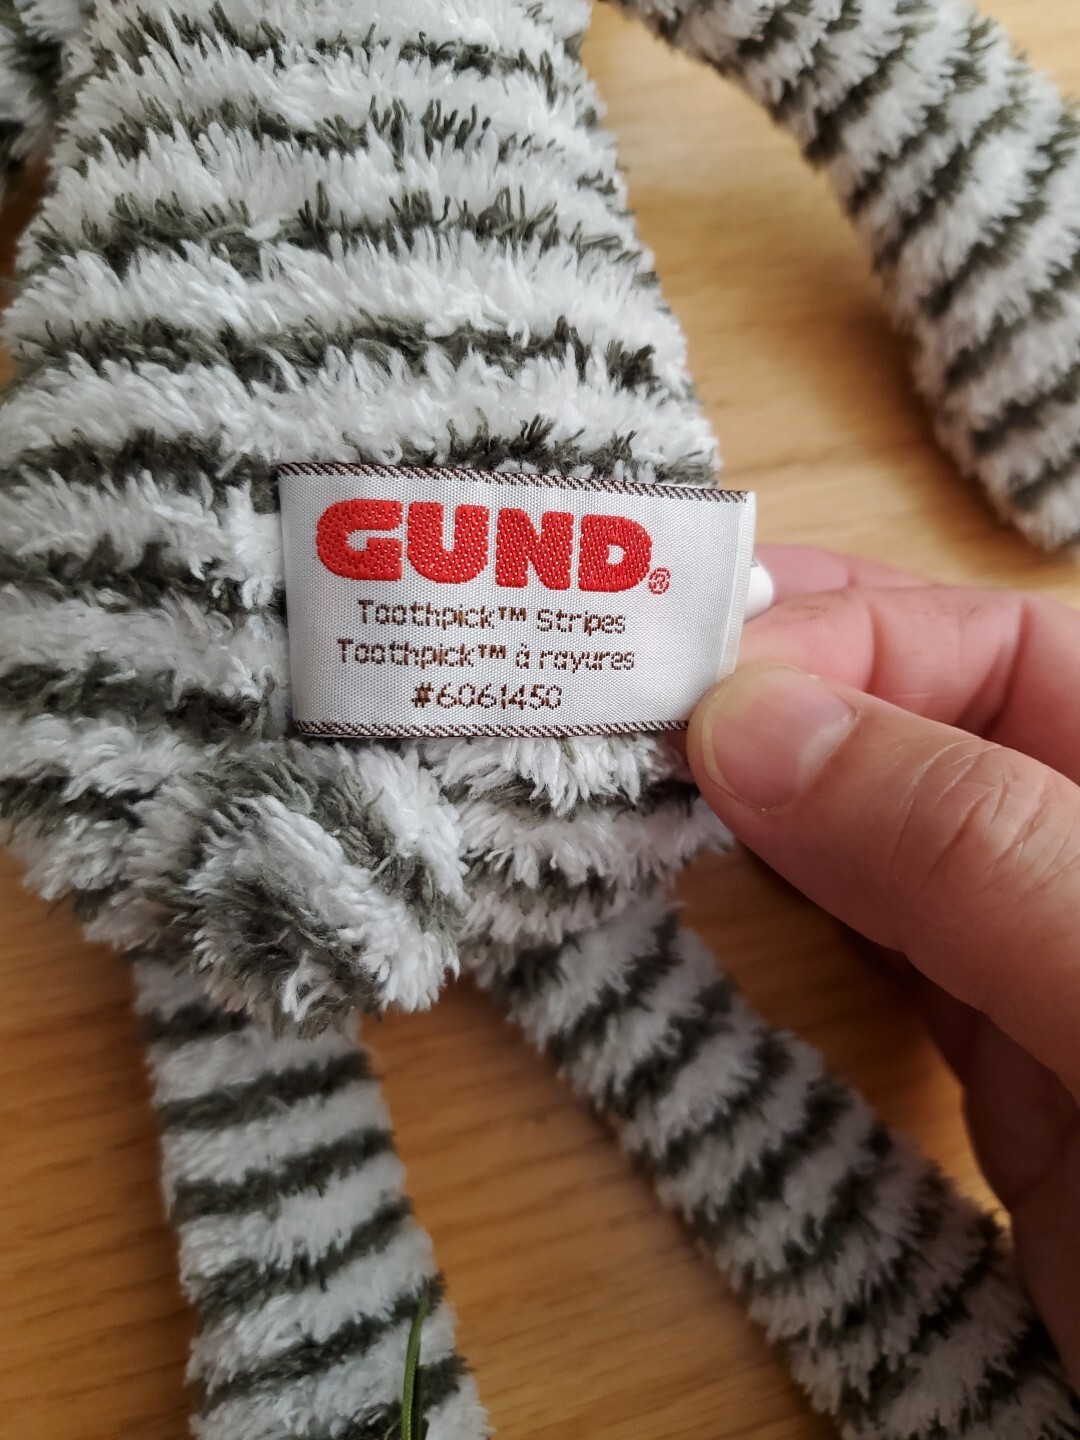 GUND®
Toothpick™ Stripes
Toothpick™ à rayures
#6061450